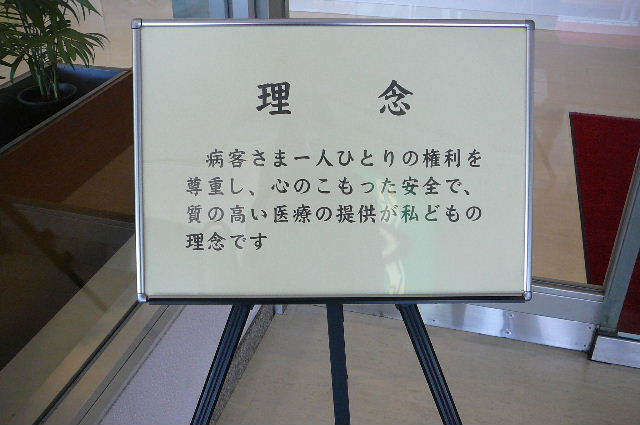 理念
病客さま一人ひとりの権利を
尊重し、心のこもった安全で、
質の高い医療の提供が私どもの
理念です